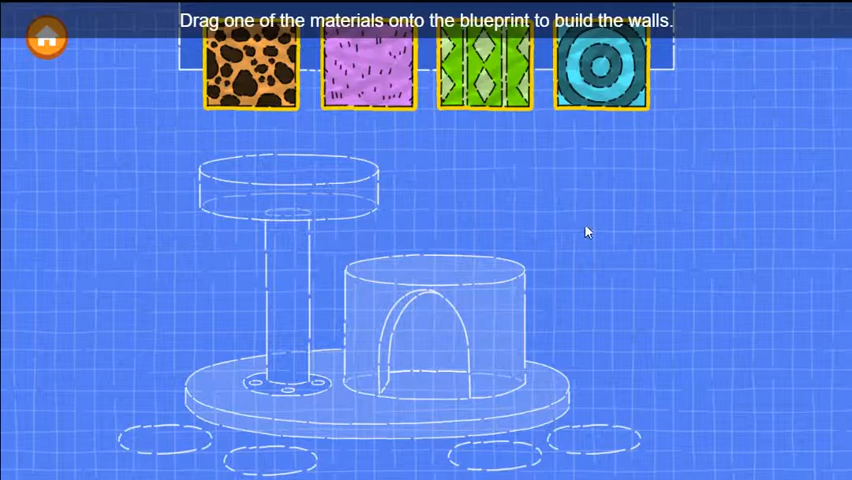 Drag one of the materials onto the blueprint to build the walls.